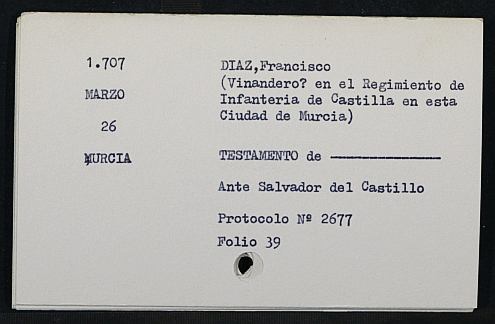 1.707
MARZO
26
MURCIA
DIAZ,Francisco
(Vinandero? en el Regimiento de
Infanteria de Castilla en esta
Ciudad de Murcia)
TESTAMENTO de ----------------
Ante Salvador del Castillo
Protocolo Nº 2677
Folio 39